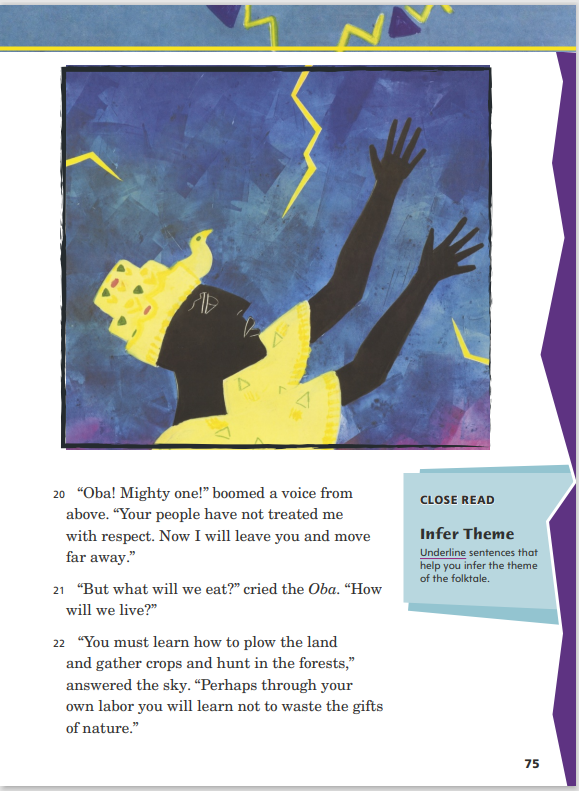 20 “Oba! Mighty one!” boomed a voice from
above. “Your people have not treated me
with respect. Now I will leave you and move
far away.”
21 “But what will we eat?” cried the Oba. “How
will we live?”
22 “You must learn how to plow the land
and gather crops and hunt in the forests,”
answered the sky. “Perhaps through your
own labor you will learn not to waste the gifts
of nature.”
CLOSE READ
Infer Theme
Underline sentences that
help you infer the theme
of the folktale.
75